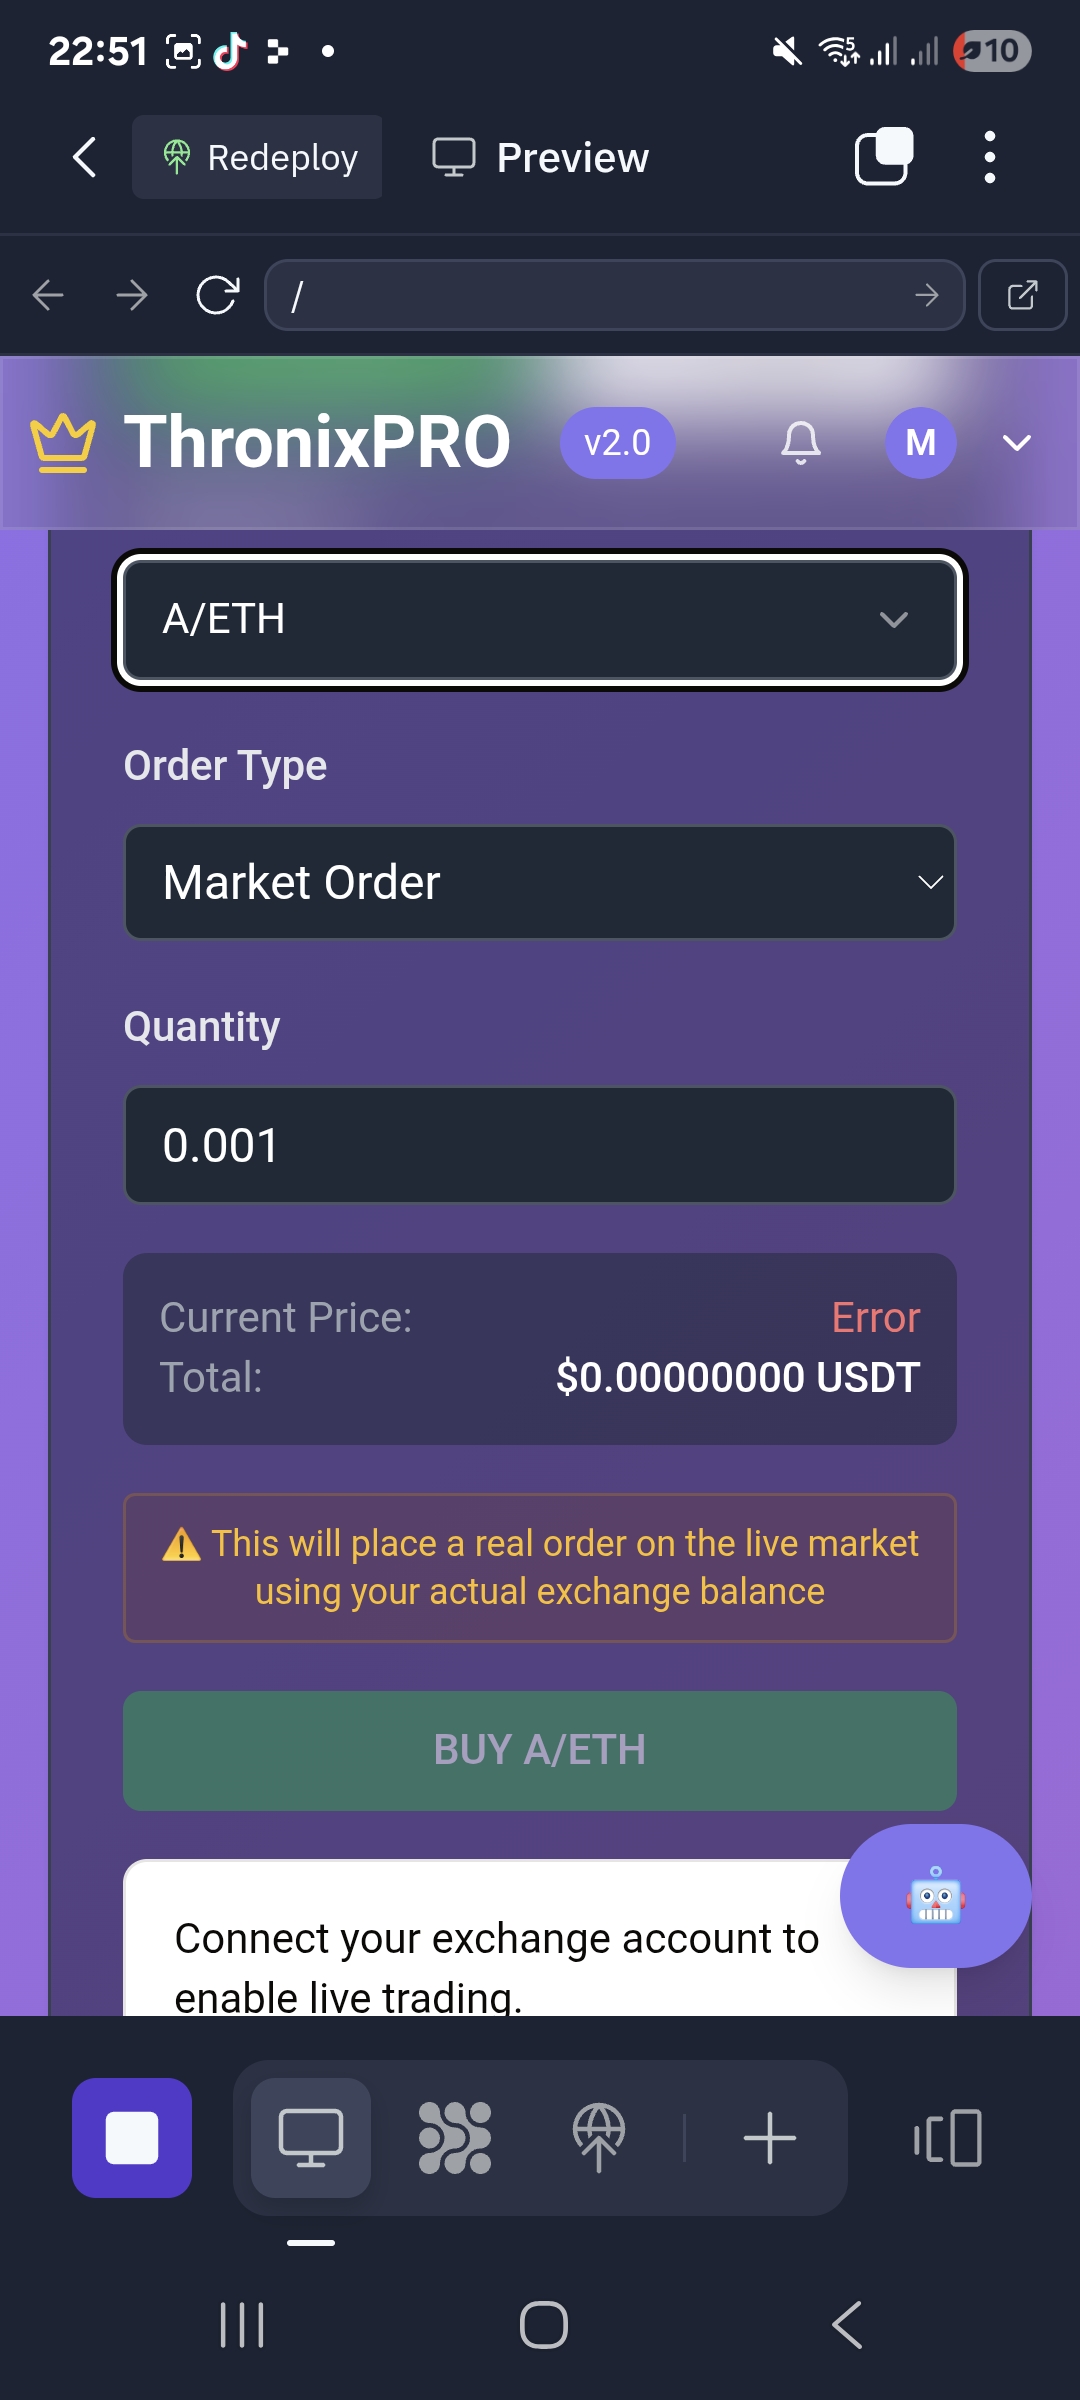 22:51
5
10
Redeploy
Preview
/
ThronixPRO
v2.0
M
A/ETH
Order Type
Market Order
Quantity
0.001
Current Price: Error
Total: $0.00000000 USDT
⚠️ This will place a real order on the live market
using your actual exchange balance
BUY A/ETH
Connect your exchange account to
enable live trading.